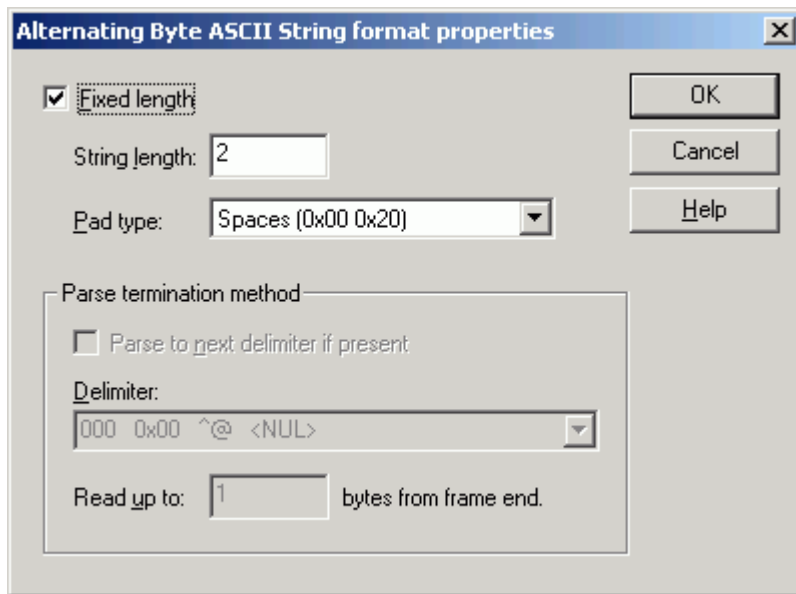 Alternating Byte ASCII String format properties
Fixed length
OK
String length: 2
Cancel
Pad type: Spaces (0x00 0x20)
Help
Parse termination method
Parse to next delimiter if present
Delimiter:
000 0x00 ^@ <NUL>
Read up to: 1 bytes from frame end.